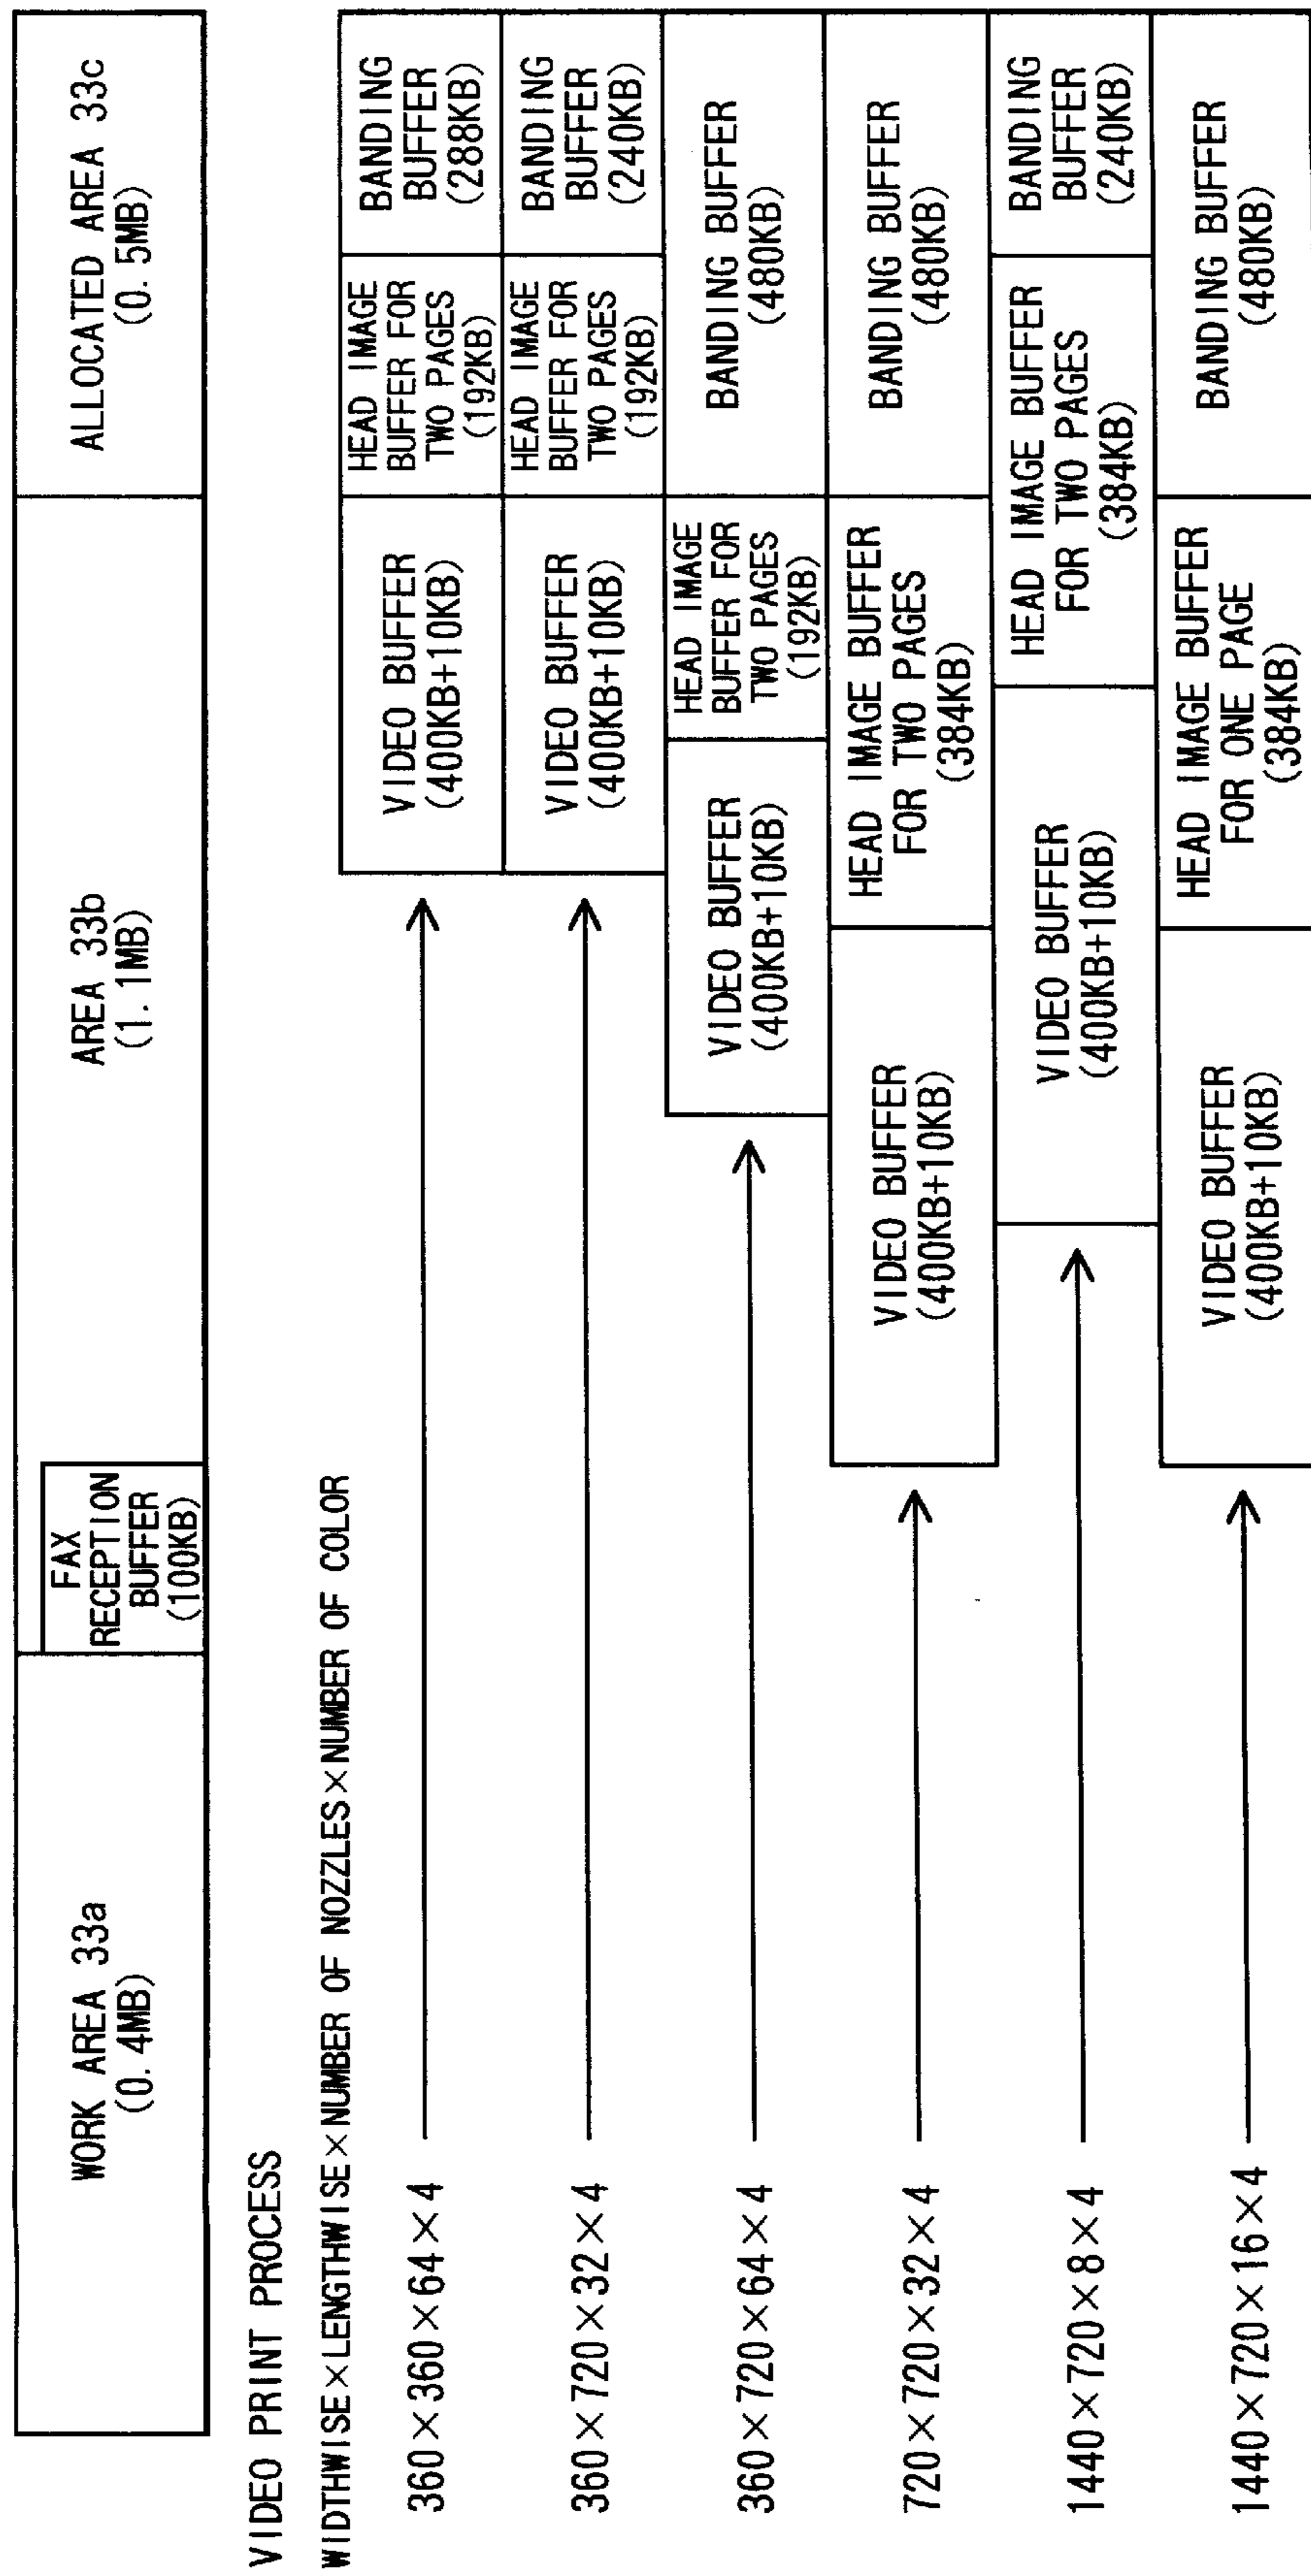 WORK AREA 33a
(0.4MB)
FAX
RECEPTION
BUFFER
(100KB)
AREA 33b
(1.1MB)
ALLOCATED AREA 33c
(0.5MB)
VIDEO PRINT PROCESS
WIDTHWISE×LENGTHWISE×NUMBER OF NOZZLES×NUMBER OF COLOR
360×360×64×4
VIDEO BUFFER
(400KB+10KB)
HEAD IMAGE
BUFFER FOR
TWO PAGES
(192KB)
BANDING
BUFFER
(288KB)
360×720×32×4
VIDEO BUFFER
(400KB+10KB)
HEAD IMAGE
BUFFER FOR
TWO PAGES
(192KB)
BANDING
BUFFER
(240KB)
360×720×64×4
VIDEO BUFFER
(400KB+10KB)
HEAD IMAGE
BUFFER FOR
TWO PAGES
(192KB)
BANDING BUFFER
(480KB)
720×720×32×4
VIDEO BUFFER
(400KB+10KB)
HEAD IMAGE BUFFER
FOR TWO PAGES
(384KB)
BANDING BUFFER
(480KB)
1440×720×8×4
VIDEO BUFFER
(400KB+10KB)
HEAD IMAGE BUFFER
FOR TWO PAGES
(384KB)
BANDING
BUFFER
(240KB)
1440×720×16×4
VIDEO BUFFER
(400KB+10KB)
HEAD IMAGE BUFFER
FOR ONE PAGE
(384KB)
BANDING BUFFER
(480KB)